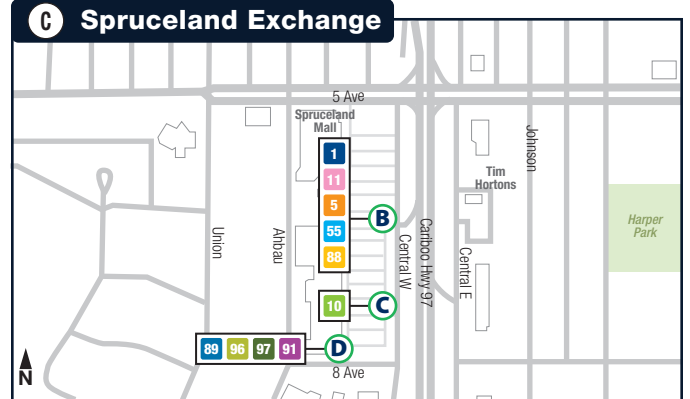 C Spruceland Exchange
5 Ave
Spruceland
Mall
1
11
5
55
88
B
10
C
89 96 97 91
D
8 Ave
Union
Ahbau
Central W
Cariboo Hwy 97
Central E
Tim
Hortons
Johnson
Harper
Park
N